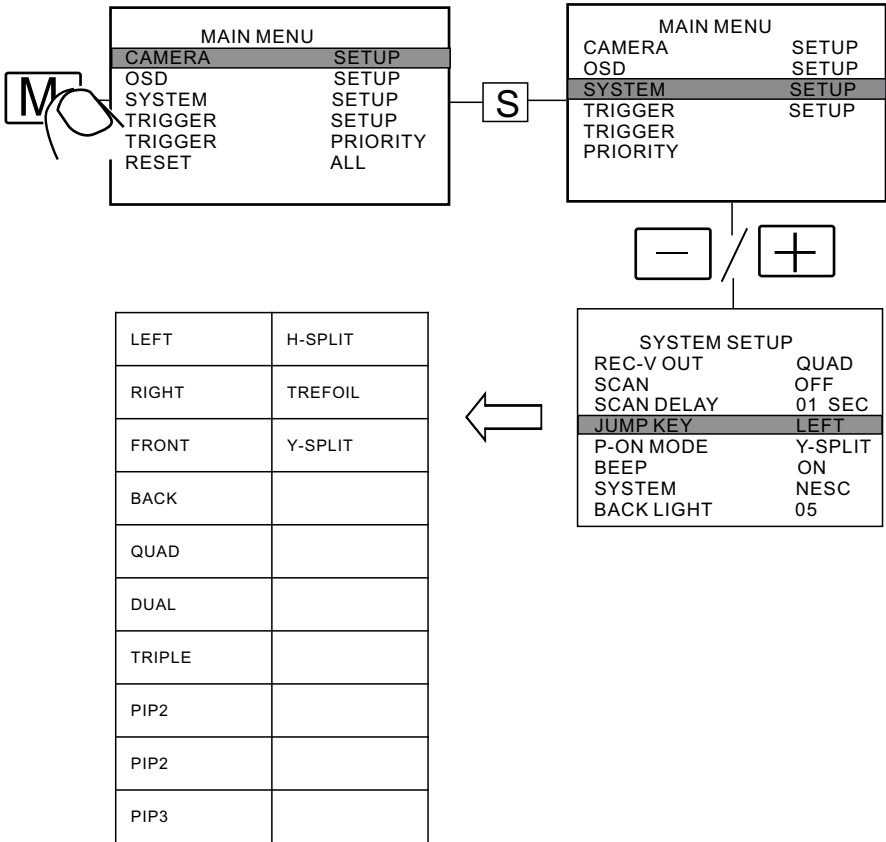 M
MAIN MENU
CAMERA SETUP
OSD SETUP
SYSTEM SETUP
TRIGGER SETUP
TRIGGER PRIORITY
RESET ALL
S
MAIN MENU
CAMERA SETUP
OSD SETUP
SYSTEM SETUP
TRIGGER SETUP
TRIGGER
PRIORITY
− / +
SYSTEM SETUP
REC-V OUT QUAD
SCAN OFF
SCAN DELAY 01 SEC
JUMP KEY LEFT
P-ON MODE Y-SPLIT
BEEP ON
SYSTEM NESC
BACK LIGHT 05
LEFT H-SPLIT
RIGHT TREFOIL
FRONT Y-SPLIT
BACK
QUAD
DUAL
TRIPLE
PIP2
PIP2
PIP3